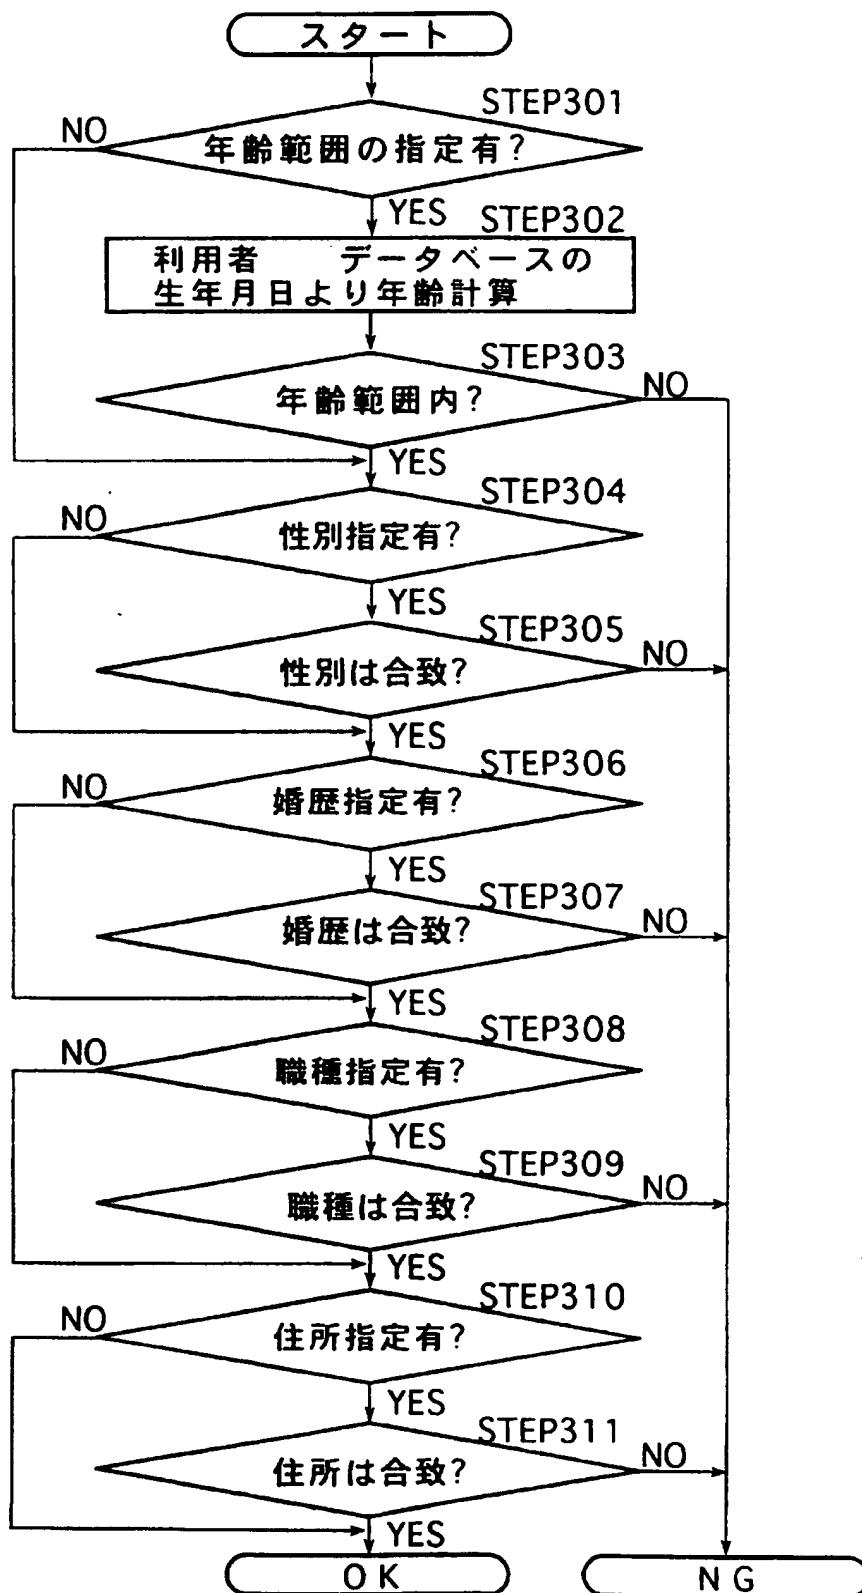 スタート
STEP301
NO
年齢範囲の指定有?
YES
STEP302
利用者 データベースの
生年月日より年齢計算
STEP303
年齢範囲内?
NO
YES
STEP304
NO
性別指定有?
YES
STEP305
性別は合致?
NO
YES
STEP306
NO
婚歴指定有?
YES
STEP307
婚歴は合致?
NO
YES
STEP308
NO
職種指定有?
YES
STEP309
職種は合致?
NO
YES
STEP310
NO
住所指定有?
YES
STEP311
住所は合致?
NO
YES
OK
NG